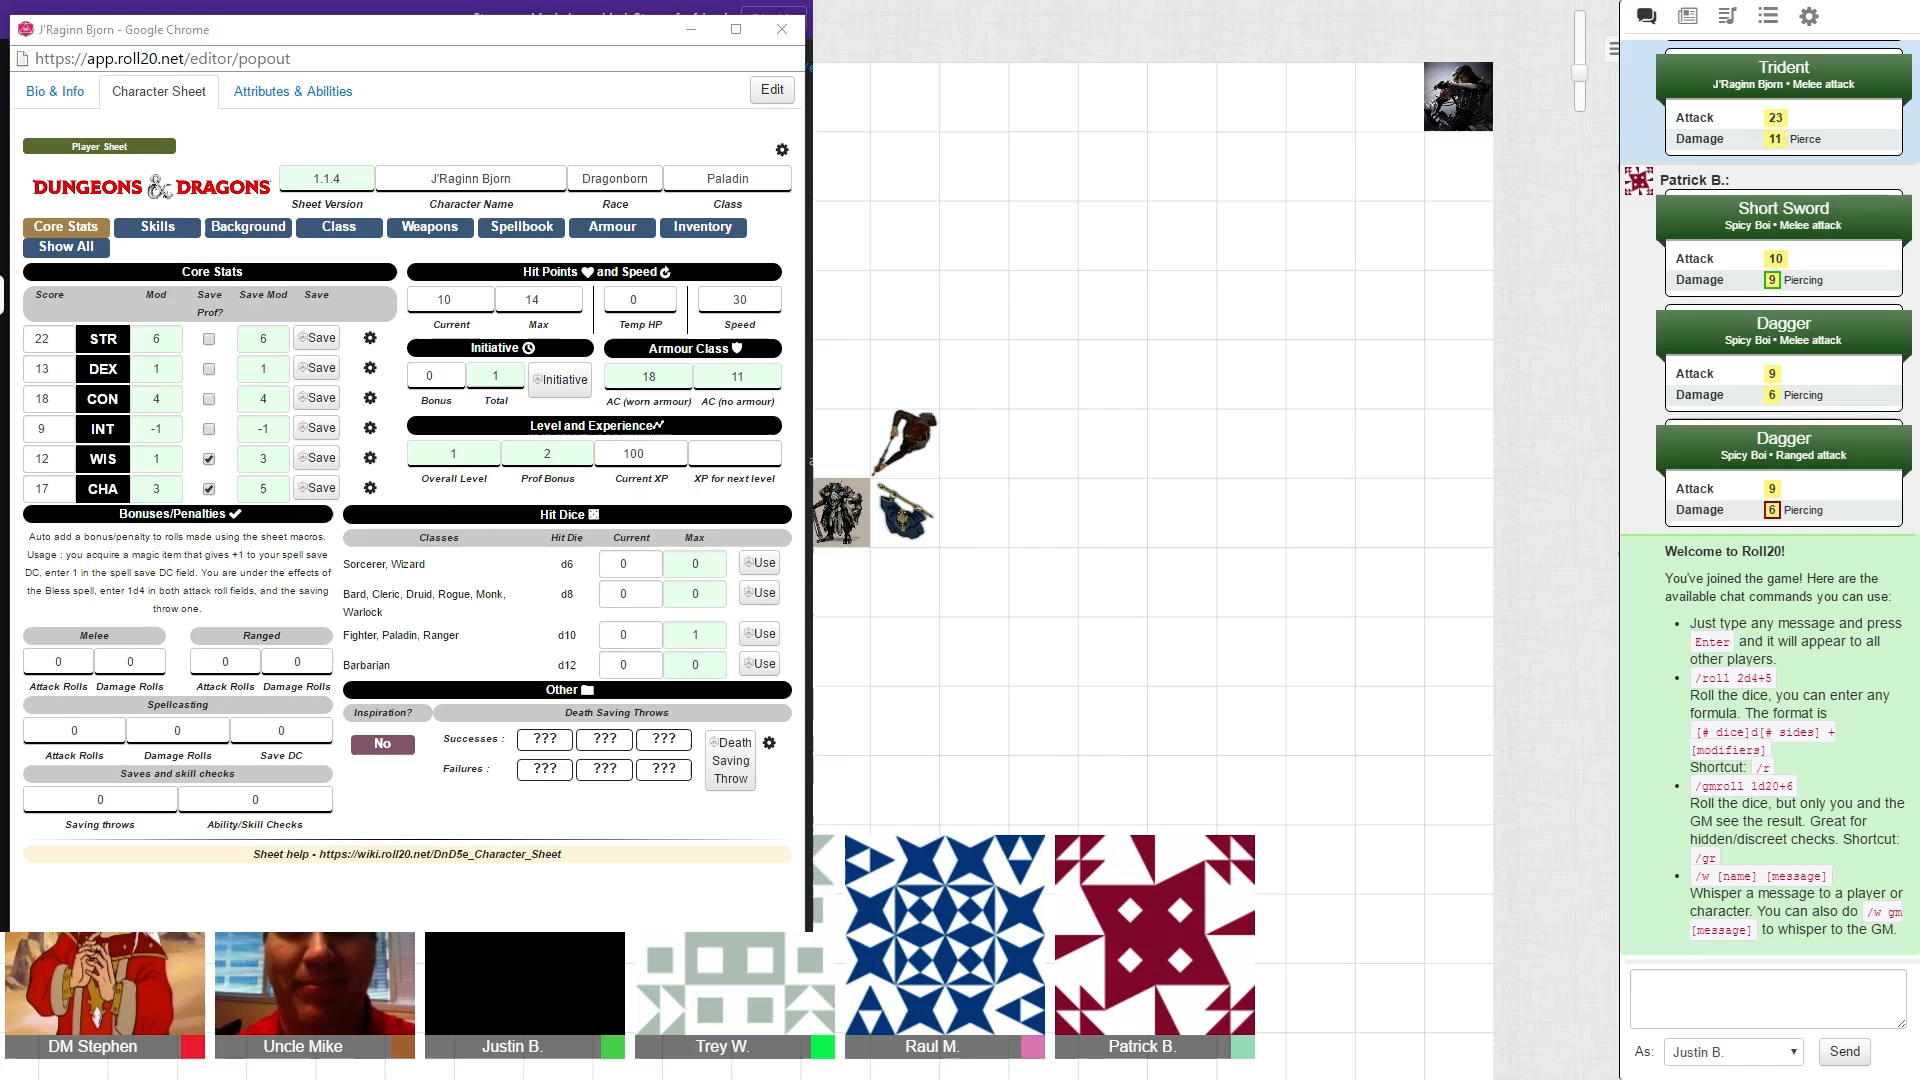 J'Raginn Bjorn - Google Chrome
https://app.roll20.net/editor/popout
Bio & Info
Character Sheet
Attributes & Abilities
Edit
Player Sheet
DUNGEONS & DRAGONS
1.1.4
J'Raginn Bjorn
Dragonborn
Paladin
Sheet Version
Character Name
Race
Class
Core Stats
Skills
Background
Class
Weapons
Spellbook
Armour
Inventory
Show All
Core Stats
Score
Mod
Save
Prof?
Save Mod
Save
22 STR 6 6 Save
13 DEX 1 1 Save
18 CON 4 4 Save
9 INT -1 -1 Save
12 WIS 1 3 Save
17 CHA 3 5 Save
Hit Points and Speed
10
14
0
30
Current
Max
Temp HP
Speed
Initiative
0
1
Initiative
Bonus
Total
Armour Class
18
11
AC (worn armour)
AC (no armour)
Level and Experience
1
2
100
Overall Level
Prof Bonus
Current XP
XP for next level
Bonuses/Penalties
Auto add a bonus/penalty to rolls made using the sheet macros.
Usage : you acquire a magic item that gives +1 to your spell save
DC, enter 1 in the spell save DC field. You are under the effects of
the Bless spell, enter 1d4 in both attack roll fields, and the saving
throw one.
Melee
Ranged
0
0
0
0
Attack Rolls
Damage Rolls
Attack Rolls
Damage Rolls
Spellcasting
0
0
0
Attack Rolls
Damage Rolls
Save DC
Saves and skill checks
0
0
Saving throws
Ability/Skill Checks
Hit Dice
Classes
Hit Die
Current
Max
Sorcerer, Wizard d6 0 0 Use
Bard, Cleric, Druid, Rogue, Monk,
Warlock
d8 0 0 Use
Fighter, Paladin, Ranger d10 0 1 Use
Barbarian d12 0 0 Use
Other
Inspiration?
Death Saving Throws
No
Successes :
???
???
???
Failures :
???
???
???
Death
Saving
Throw
Sheet help - https://wiki.roll20.net/DnD5e_Character_Sheet
DM Stephen
Uncle Mike
Justin B.
Trey W.
Raul M.
Patrick B.
Trident
J'Raginn Bjorn • Melee attack
Attack 23
Damage 11 Pierce
Patrick B.:
Short Sword
Spicy Boi • Melee attack
Attack 10
Damage 9 Piercing
Dagger
Spicy Boi • Melee attack
Attack 9
Damage 6 Piercing
Dagger
Spicy Boi • Ranged attack
Attack 9
Damage 6 Piercing
Welcome to Roll20!
You've joined the game! Here are the
available chat commands you can use:
• Just type any message and press
Enter and it will appear to all
other players.
• /roll 2d4+5
Roll the dice, you can enter any
formula. The format is
[# dice]d[# sides] +
[modifiers]
Shortcut: /r
• /gmroll 1d20+6
Roll the dice, but only you and the
GM see the result. Great for
hidden/discreet checks. Shortcut:
/gr
• /w [name] [message]
Whisper a message to a player or
character. You can also do /w gm
[message] to whisper to the GM.
As:
Justin B.
Send